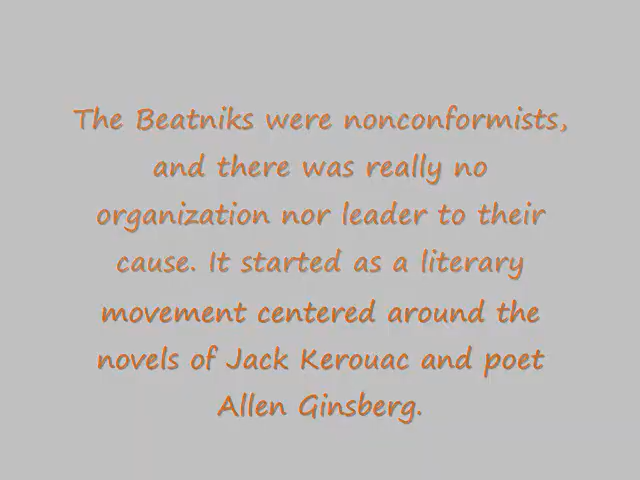 The Beatniks were nonconformists,
and there was really no
organization nor leader to their
cause. It started as a literary
movement centered around the
novels of Jack Kerouac and poet
Allen Ginsberg.